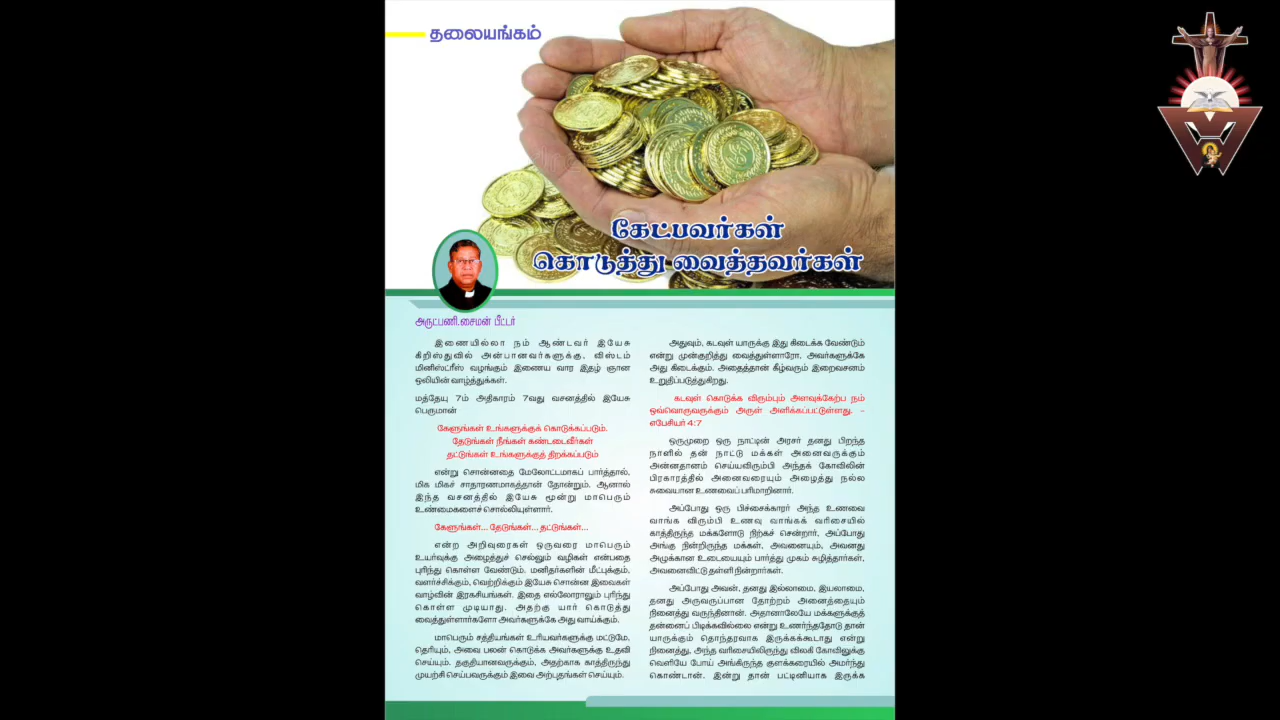 தலையங்கம்
கேட்பவர்கள்
கொடுத்து வைத்தவர்கள்
அருட்பணி.சைமன் பீட்டர்
இணையில்லா நம் ஆண்டவர் இயேசு
கிறிஸ்துவில் அன்பானவர்களுக்கு, விஸ்டம்
மினிஸ்ட்ரீஸ் வழங்கும் இணைய வார இதழ் ஞான
ஒலியின் வாழ்த்துக்கள்.
மத்தேயு 7ம் அதிகாரம் 7வது வசனத்தில் இயேசு
பெருமான்
கேளுங்கள் உங்களுக்குக் கொடுக்கப்படும்.
தேடுங்கள் நீங்கள் கண்டடைவீர்கள்
தட்டுங்கள் உங்களுக்குத் திறக்கப்படும்
என்று சொன்னதை மேலோட்டமாகப் பார்த்தால்,
மிக மிகச் சாதாரணமாகத்தான் தோன்றும். ஆனால்
இந்த வசனத்தில் இயேசு மூன்று மாபெரும்
உண்மைகளைச் சொல்லியுள்ளார்.
கேளுங்கள்... தேடுங்கள்... தட்டுங்கள்...
என்ற அறிவுரைகள் ஒருவரை மாபெரும்
உயர்வுக்கு அழைத்துச் செல்லும் வழிகள் என்பதை
புரிந்து கொள்ள வேண்டும். மனிதர்களின் மீட்புக்கும்,
வளர்ச்சிக்கும், வெற்றிக்கும் இயேசு சொன்ன இவைகள்
வாழ்வின் இரகசியங்கள். இதை எல்லோராலும் புரிந்து
கொள்ள முடியாது. அதற்கு யார் கொடுத்து
வைத்துள்ளார்களோ அவர்களுக்கே அது வாய்க்கும்.
மாபெரும் சத்தியங்கள் உரியவர்களுக்கு மட்டுமே,
தெரியும், அவை பலன் கொடுக்க அவர்களுக்கு உதவி
செய்யும். தகுதியானவருக்கும், அதற்காக காத்திருந்து
முயற்சி செய்பவருக்கும் இவை அற்புதங்கள் செய்யும்.
அதுவும், கடவுள் யாருக்கு இது கிடைக்க வேண்டும்
என்று முன்குறித்து வைத்துள்ளாரோ, அவர்களுக்கே
அது கிடைக்கும். அதைத்தான் கீழ்வரும் இறைவசனம்
உறுதிப்படுத்துகிறது.
கடவுள் கொடுக்க விரும்பும் அளவுக்கேற்ப நம்
ஒவ்வொருவருக்கும் அருள் அளிக்கப்பட்டுள்ளது. -
எபேசியர் 4:7
ஒருமுறை ஒரு நாட்டின் அரசர் தனது பிறந்த
நாளில் தன் நாட்டு மக்கள் அனைவருக்கும்
அன்னதானம் செய்யவிரும்பி அந்தக் கோவிலின்
பிரகாரத்தில் அனைவரையும் அழைத்து நல்ல
சுவையான உணவைப் பரிமாறினார்.
அப்போது ஒரு பிச்சைக்காரர் அந்த உணவை
வாங்க விரும்பி உணவு வாங்கக் வரிசையில்
காத்திருந்த மக்களோடு நிற்கச் சென்றார், அப்போது
அங்கு நின்றிருந்த மக்கள், அவனையும், அவனது
அழுக்கான உடையையும் பார்த்து முகம் சுழித்தார்கள்,
அவனைவிட்டு தள்ளி நின்றார்கள்.
அப்போது அவன், தனது இல்லாமை, இயலாமை,
தனது அருவருப்பான தோற்றம் அனைத்தையும்
நினைத்து வருந்தினான். அதானாலேயே மக்களுக்குத்
தன்னைப் பிடிக்கவில்லை என்று உணர்ந்ததோடு தான்
யாருக்கும் தொந்தரவாக இருக்கக்கூடாது என்று
நினைத்து, அந்த வரிசையிலிருந்து விலகி கோவிலுக்கு
வெளியே போய் அங்கிருந்த குளக்கரையில் அமர்ந்து
கொண்டான். இன்று தான் பட்டினியாக இருக்க